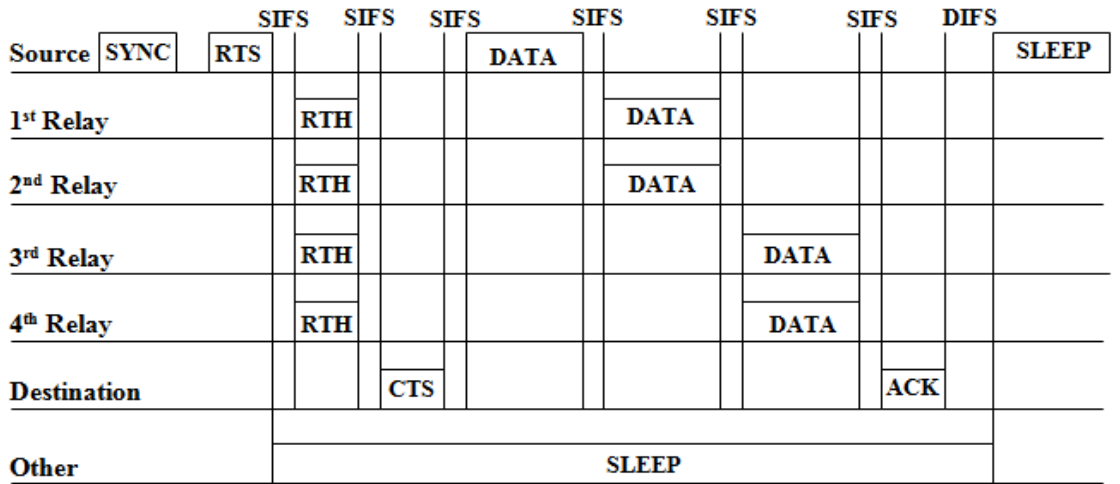 SIFS SIFS SIFS SIFS SIFS SIFS DIFS
Source SYNC RTS DATA SLEEP
1st Relay RTH DATA
2nd Relay RTH DATA
3rd Relay RTH DATA
4th Relay RTH DATA
Destination CTS ACK
Other SLEEP